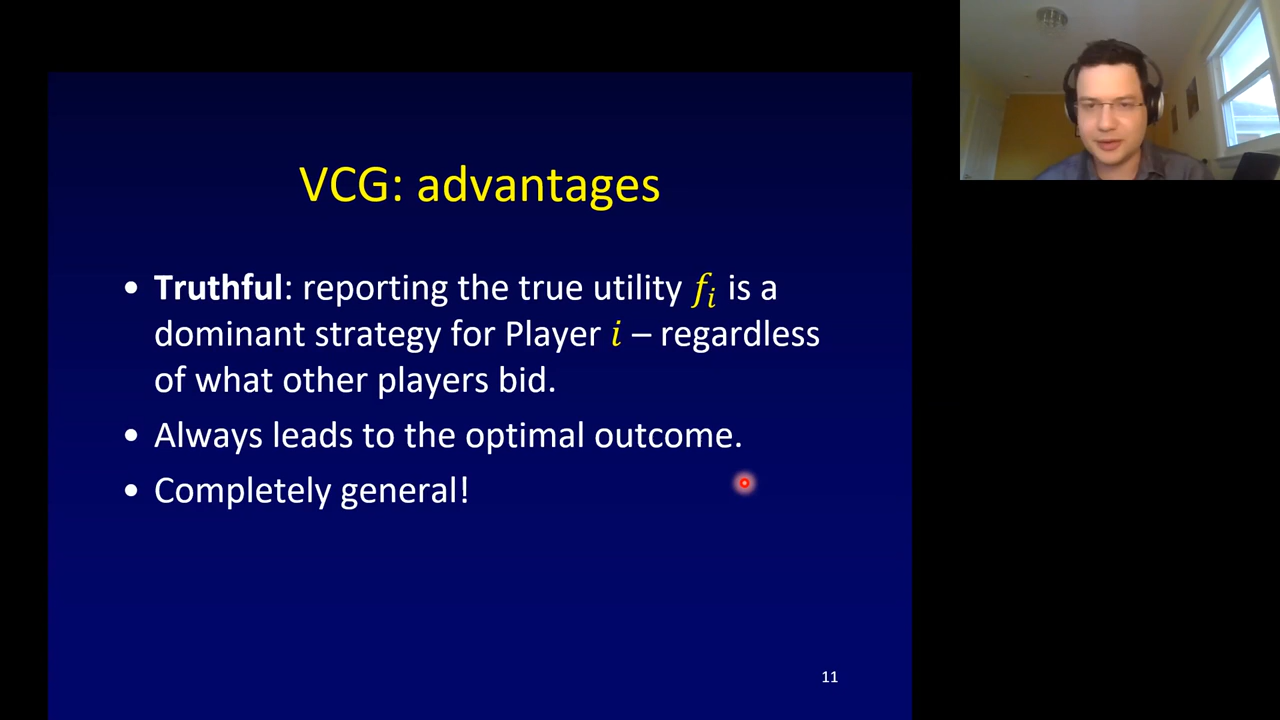 VCG: advantages
• Truthful: reporting the true utility fᵢ is a
dominant strategy for Player i – regardless
of what other players bid.
• Always leads to the optimal outcome.
• Completely general!
11